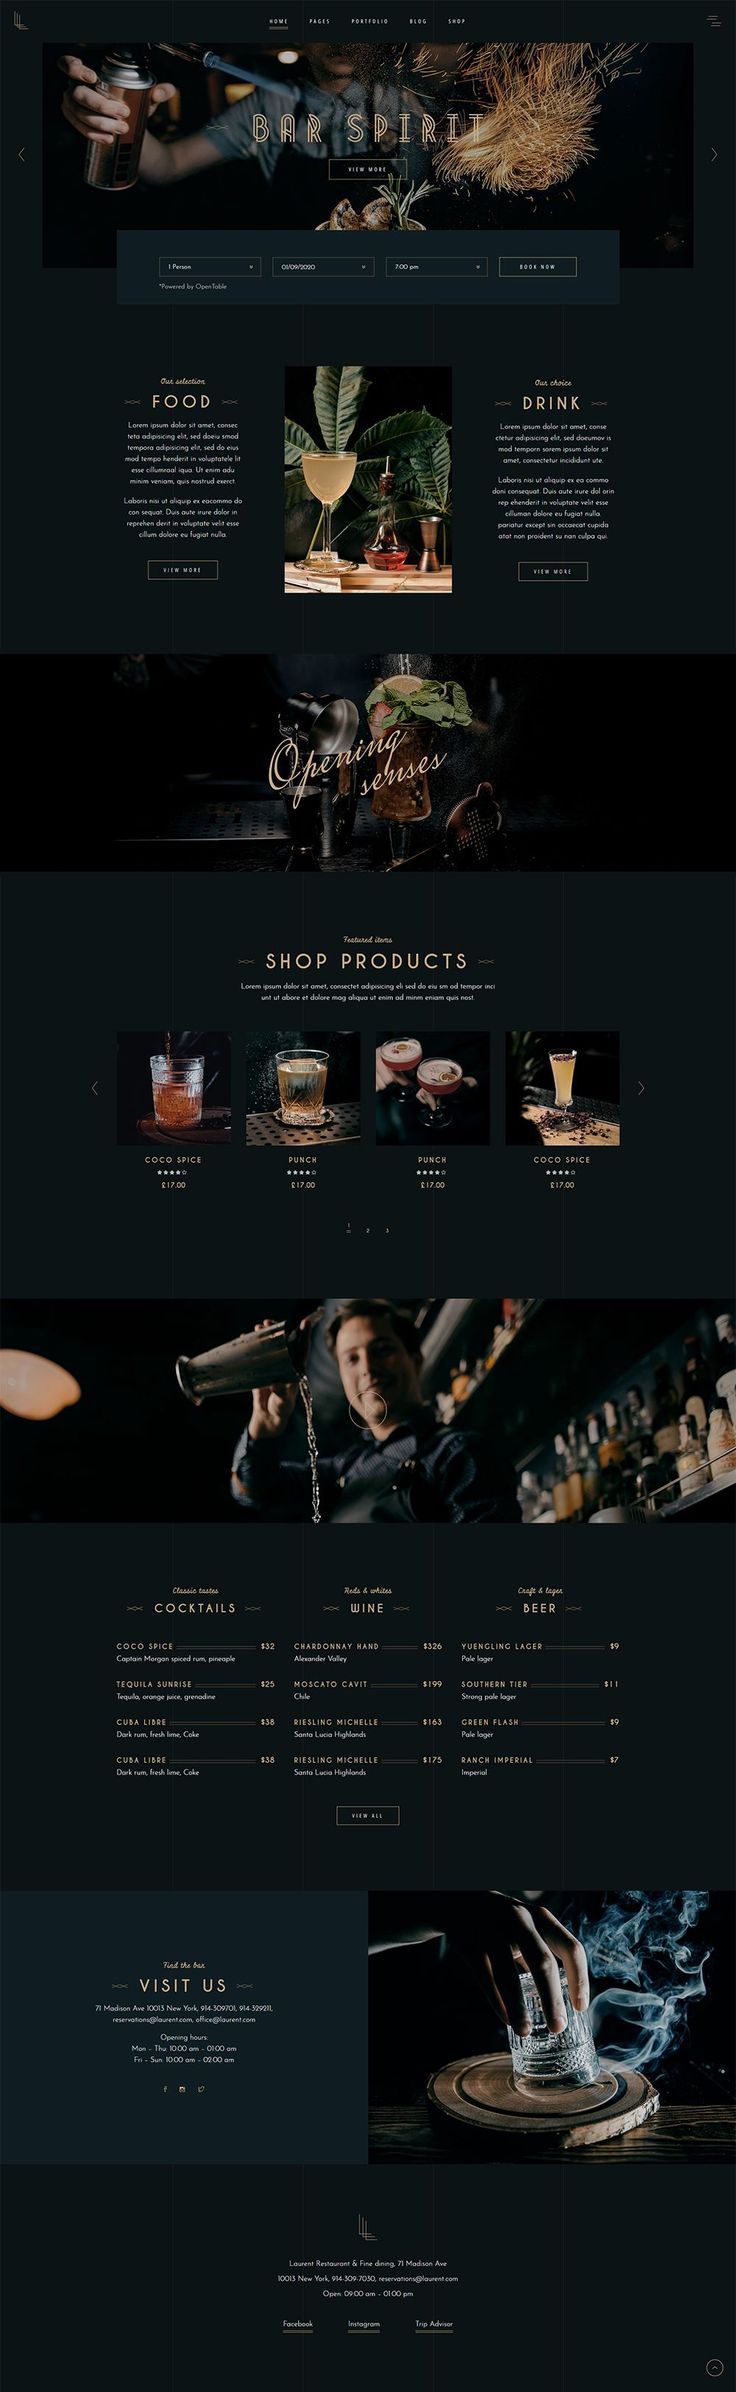 HOME PAGES PORTFOLIO BLOG SHOP
BAR SPIRIT
VIEW MORE
1 Person 01/09/2020 7:00 pm BOOK NOW
*Powered by OpenTable
Our selection
FOOD
Lorem ipsum dolor sit amet, consec
teta adipisicing elit, sed doeiu smod
tempora adipisicing elit, sed do eius
mod tempo henderit in voluptatele lit
esse cillumroal iqua. Ut enim adu
minim veniam, quis nostrud exerct.
Laboris nisi ut aliquip ex eacommo do
con sequat. Duis aute irure dolor in
reprehen derit in voluptate velit esse
cillum dolore eu fugiat nulla.
VIEW MORE
Our choice
DRINK
Lorem ipsum dolor sit amet, conse
ctetur adipisicing elit, sed doeumov is
mod temporn sorem ipsum dolor sit
amet, consectetur incididunt ute.
Laboris nisi ut aliquip ex ea commo
doni consequat. Duis aute irure dol orin
rep ehenderit in voluptate velit esse
cilluman dolore eu fugiat nulla.
pariatur except sin occaecat cupida
atat non proident su nan culpa qui.
VIEW MORE
Opening
senses
Featured items
SHOP PRODUCTS
Lorem ipsum dolor sit amet, consectet adipisicing eli sed do eiu sm od tempor inci
unt ut abore et dolore mag aliqua ut enim ad minm eniam quis nost.
COCO SPICE
£17.00
PUNCH
£17.00
PUNCH
£17.00
COCO SPICE
£17.00
1 2 3
Classic tastes
COCKTAILS
COCO SPICE $32
Captain Morgan spiced rum, pineaple
TEQUILA SUNRISE $25
Tequila, orange juice, grenadine
CUBA LIBRE $38
Dark rum, fresh lime, Coke
CUBA LIBRE $38
Dark rum, fresh lime, Coke
Reds & whites
WINE
CHARDONNAY HAND $326
Alexander Valley
MOSCATO CAVIT $199
Chile
RIESLING MICHELLE $163
Santa Lucia Highlands
RIESLING MICHELLE $175
Santa Lucia Highlands
Craft & lager
BEER
YUENGLING LAGER $9
Pale lager
SOUTHERN TIER $11
Strong pale lager
GREEN FLASH $9
Pale lager
RANCH IMPERIAL $7
Imperial
VIEW ALL
Find the bar
VISIT US
71 Madison Ave 10013 New York, 914-309701, 914-329211,
reservations@laurent.com, office@laurent.com
Opening hours:
Mon – Thu: 10:00 am – 01:00 am
Fri – Sun: 10:00 am – 02:00 am
Laurent Restaurant & Fine dining, 71 Madison Ave
10013 New York, 914-309-7030, reservations@laurent.com
Open: 09:00 am – 01:00 pm
Facebook Instagram Trip Advisor